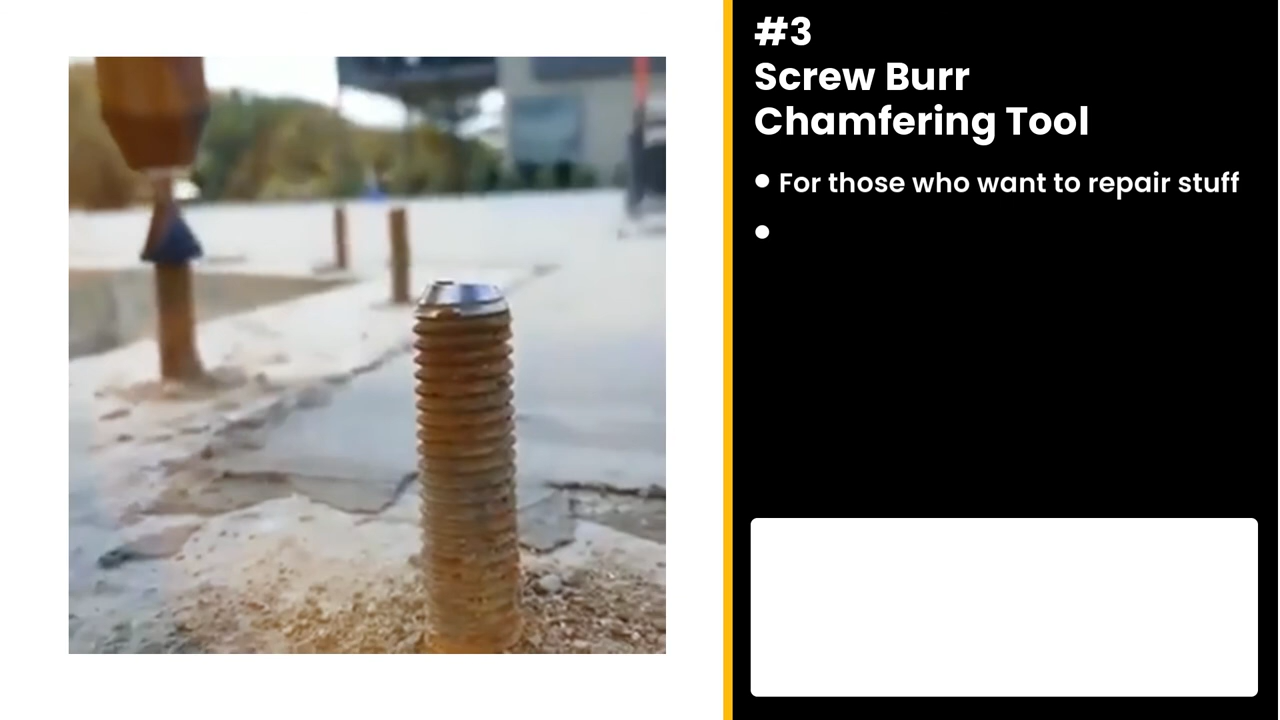 #3
Screw Burr
Chamfering Tool
• For those who want to repair stuff
•